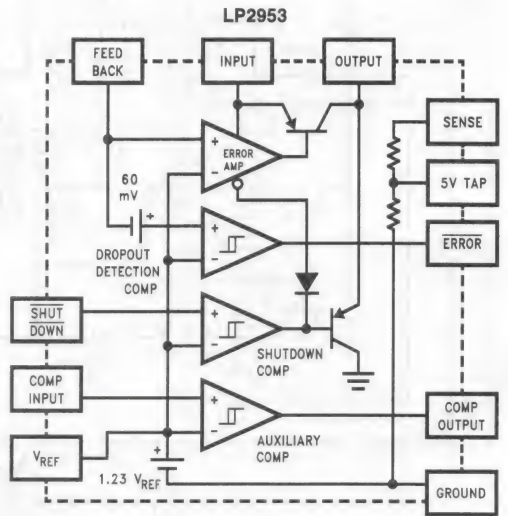 LP2953
FEED
BACK
INPUT
OUTPUT
SENSE
+
ERROR
AMP
−
5V TAP
60
mV
+
+
−
ERROR
DROPOUT
DETECTION
COMP
SHUT
DOWN
+
−
SHUTDOWN
COMP
COMP
INPUT
+
−
COMP
OUTPUT
AUXILIARY
COMP
VREF
+
1.23 VREF
GROUND